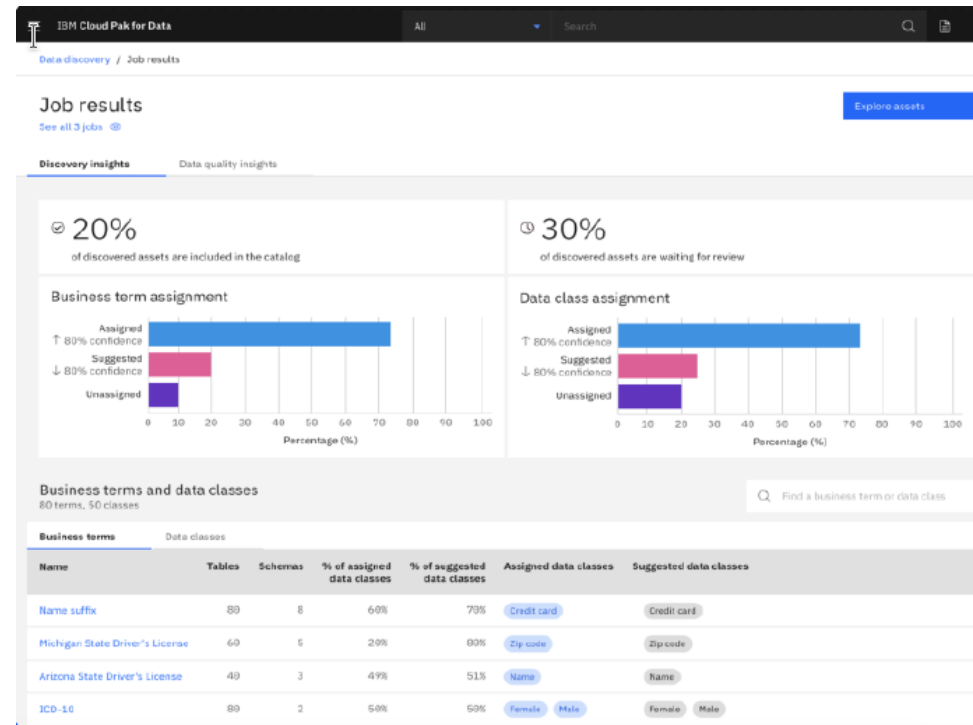 IBM Cloud Pak for Data All Search
Data discovery / Job results
Job results
Explore assets
See all 3 jobs
Discovery insights Data quality insights
20%
of discovered assets are included in the catalog
30%
of discovered assets are waiting for review
Business term assignment
Assigned
↑ 80% confidence
Suggested
↓ 80% confidence
Unassigned
0 10 20 30 40 50 60 70 80 90 100
Percentage (%)
Data class assignment
Assigned
↑ 80% confidence
Suggested
↓ 80% confidence
Unassigned
0 10 20 30 40 50 60 70 80 90 100
Percentage (%)
Business terms and data classes
80 terms, 50 classes
Find a business term or data class
Business terms Data classes
Name Tables Schemas % of assigned data classes % of suggested data classes Assigned data classes Suggested data classes
Name suffix 80 8 60% 70% Credit card Credit card
Michigan State Driver's License 60 5 20% 80% Zip code Zip code
Arizona State Driver's License 40 3 49% 51% Name Name
ICD-10 80 2 50% 50% Female Male Female Male